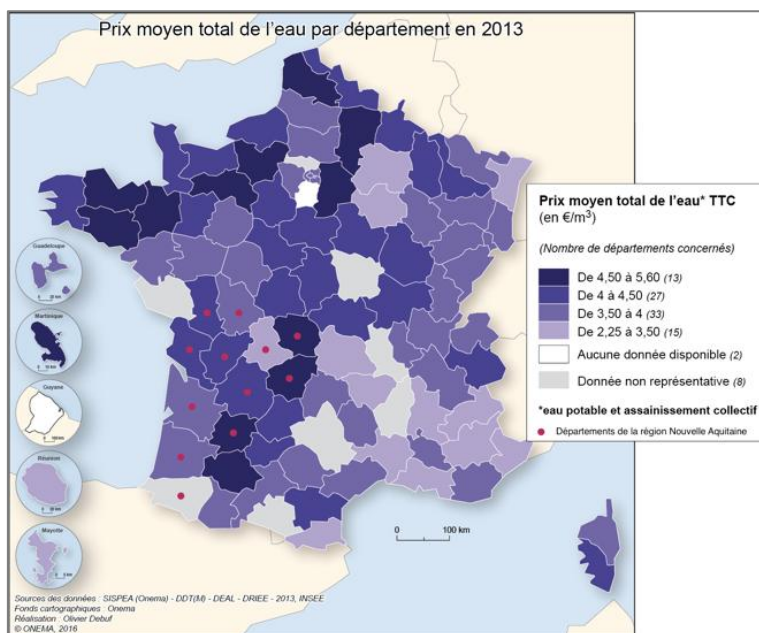 Prix moyen total de l'eau par département en 2013
Prix moyen total de l'eau* TTC
(en €/m³)
(Nombre de départements concernés)
De 4,50 à 5,60 (13)
De 4 à 4,50 (27)
De 3,50 à 4 (33)
De 2,25 à 3,50 (15)
Aucune donnée disponible (2)
Donnée non représentative (8)
*eau potable et assainissement collectif
Départements de la région Nouvelle Aquitaine
Guadeloupe
Martinique
Guyane
Réunion
Mayotte
0 100 km
Sources des données : SISPEA (Onema) - DDT(M) - DEAL - DRIEE - 2013, INSEE
Fonds cartographiques : Onema
Réalisation : Olivier Debuf
© ONEMA, 2016